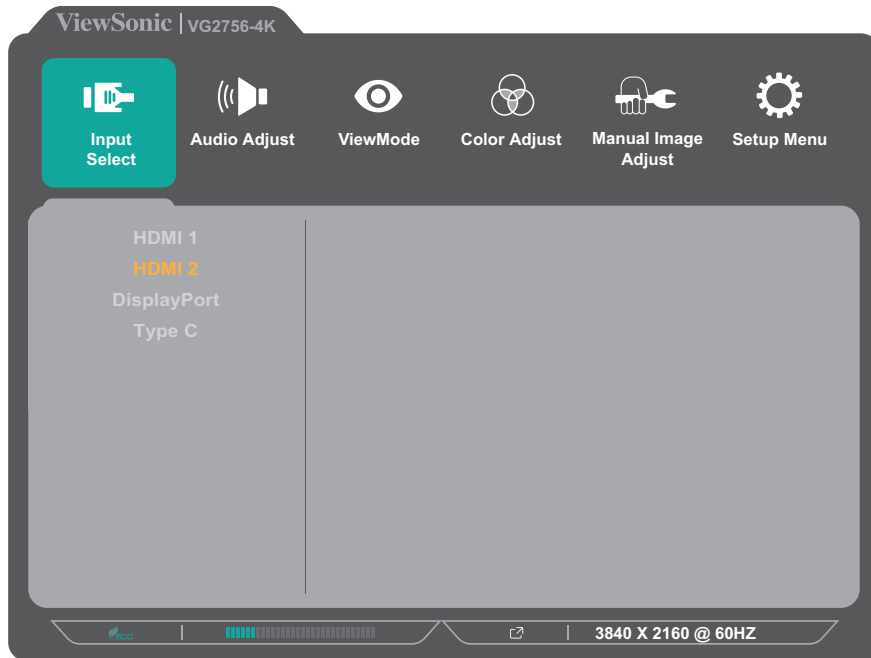 ViewSonic | VG2756-4K
Input
Select
Audio Adjust
ViewMode
Color Adjust
Manual Image
Adjust
Setup Menu
HDMI 1
HDMI 2
DisplayPort
Type C
eco
3840 X 2160 @ 60HZ